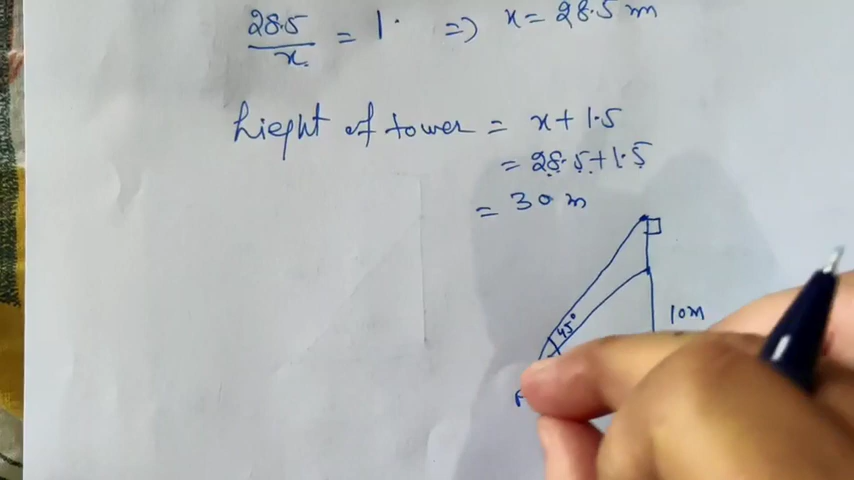 28.5 / x = 1. => x = 28.5 m
hieght of tower = x + 1.5
= 28.5 + 1.5
= 30 m
10m
45°